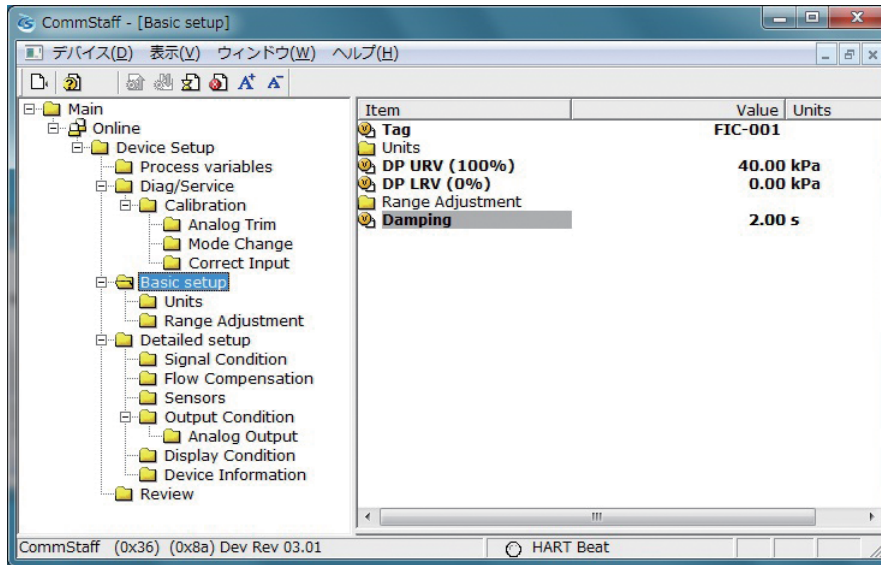 CommStaff - [Basic setup]
デバイス(D) 表示(V) ウィンドウ(W) ヘルプ(H)
Main
Online
Device Setup
Process variables
Diag/Service
Calibration
Analog Trim
Mode Change
Correct Input
Basic setup
Units
Range Adjustment
Detailed setup
Signal Condition
Flow Compensation
Sensors
Output Condition
Analog Output
Display Condition
Device Information
Review
Item Value Units
Tag FIC-001
Units
DP URV (100%) 40.00 kPa
DP LRV (0%) 0.00 kPa
Range Adjustment
Damping 2.00 s
CommStaff (0x36) (0x8a) Dev Rev 03.01 HART Beat